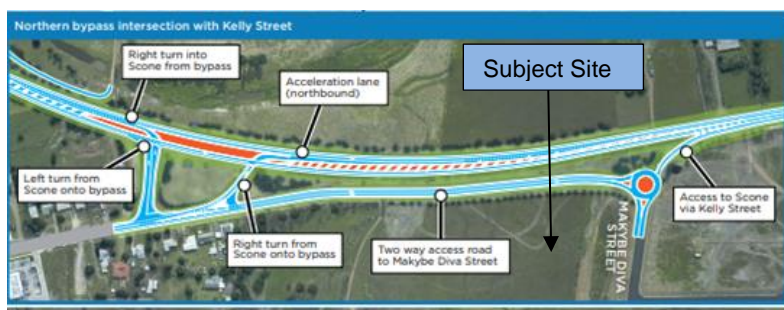 Northern bypass intersection with Kelly Street
Right turn into
Scone from bypass
Acceleration lane
(northbound)
Subject Site
Left turn from
Scone onto bypass
Right turn from
Scone onto bypass
Two way access road
to Makybe Diva Street
MAKYBE DIVA
STREET
Access to Scone
via Kelly Street